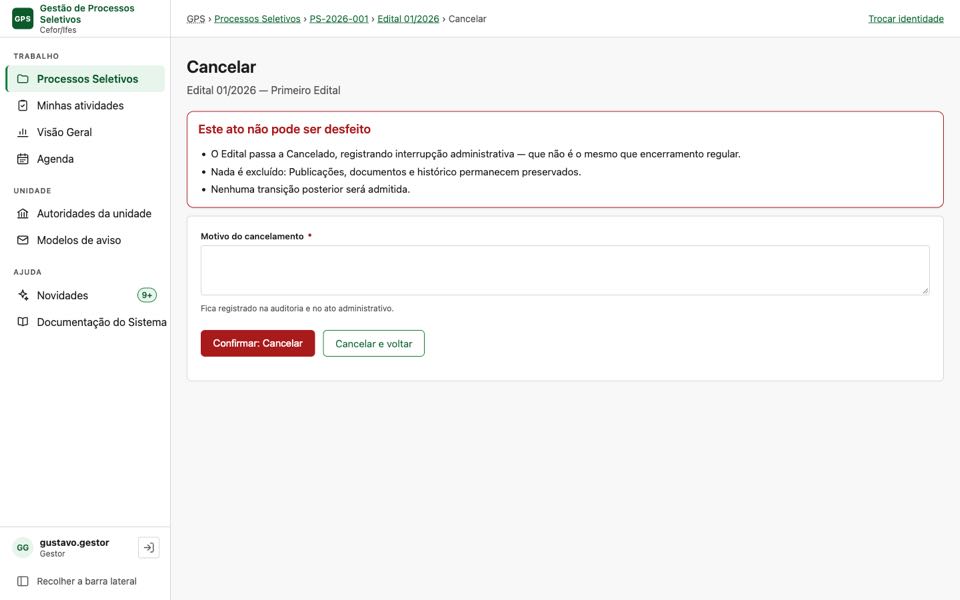 GPS
Gestão de Processos
Seletivos
Cefor/Ifes
GPS › Processos Seletivos › PS-2026-001 › Edital 01/2026 › Cancelar
Trocar identidade
TRABALHO
Processos Seletivos
Minhas atividades
Visão Geral
Agenda
UNIDADE
Autoridades da unidade
Modelos de aviso
AJUDA
Novidades
9+
Documentação do Sistema
Cancelar
Edital 01/2026 — Primeiro Edital
Este ato não pode ser desfeito
• O Edital passa a Cancelado, registrando interrupção administrativa — que não é o mesmo que encerramento regular.
• Nada é excluído: Publicações, documentos e histórico permanecem preservados.
• Nenhuma transição posterior será admitida.
Motivo do cancelamento *
Fica registrado na auditoria e no ato administrativo.
Confirmar: Cancelar
Cancelar e voltar
GG
gustavo.gestor
Gestor
Recolher a barra lateral